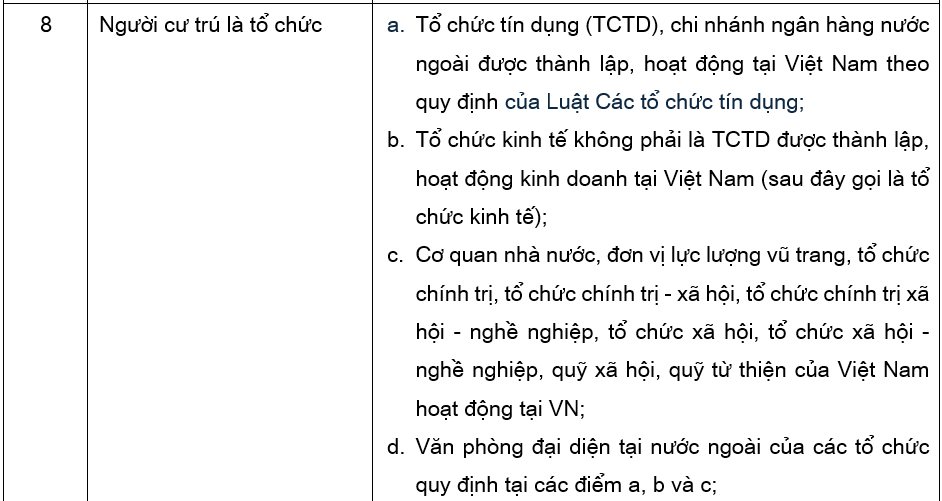 8 Người cư trú là tổ chức a. Tổ chức tín dụng (TCTD), chi nhánh ngân hàng nước
ngoài được thành lập, hoạt động tại Việt Nam theo
quy định của Luật Các tổ chức tín dụng;
b. Tổ chức kinh tế không phải là TCTD được thành lập,
hoạt động kinh doanh tại Việt Nam (sau đây gọi là tổ
chức kinh tế);
c. Cơ quan nhà nước, đơn vị lực lượng vũ trang, tổ chức
chính trị, tổ chức chính trị - xã hội, tổ chức chính trị xã
hội - nghề nghiệp, tổ chức xã hội, tổ chức xã hội -
nghề nghiệp, quỹ xã hội, quỹ từ thiện của Việt Nam
hoạt động tại VN;
d. Văn phòng đại diện tại nước ngoài của các tổ chức
quy định tại các điểm a, b và c;